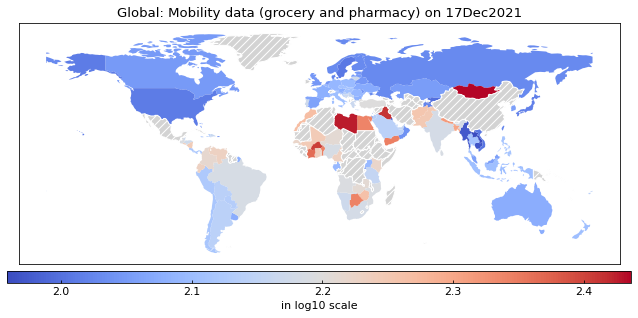 Global: Mobility data (grocery and pharmacy) on 17Dec2021
2.0 2.1 2.2 2.3 2.4
in log10 scale